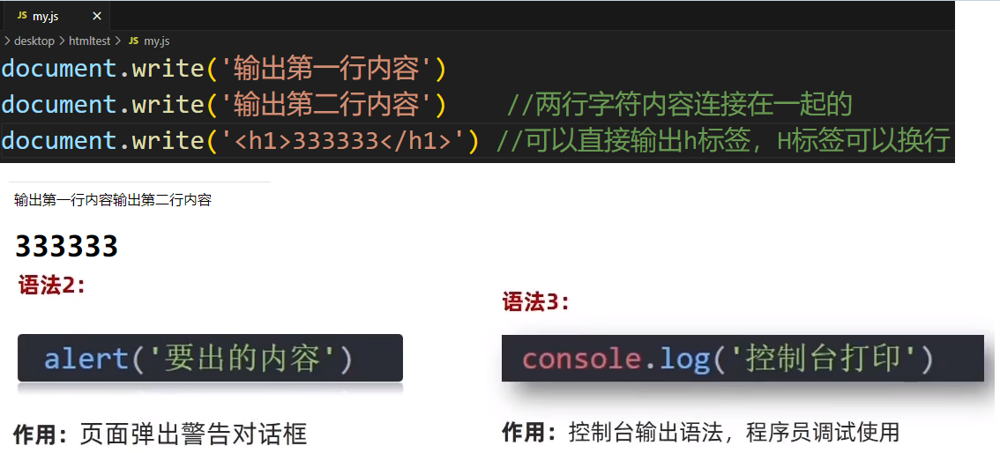 JS my.js ×
> desktop > htmltest > JS my.js
document.write('输出第一行内容')
document.write('输出第二行内容') //两行字符内容连接在一起的
document.write('<h1>333333</h1>') //可以直接输出h标签，H标签可以换行
输出第一行内容输出第二行内容
333333
语法2：
alert('要出的内容')
作用：页面弹出警告对话框
语法3：
console.log('控制台打印')
作用：控制台输出语法，程序员调试使用